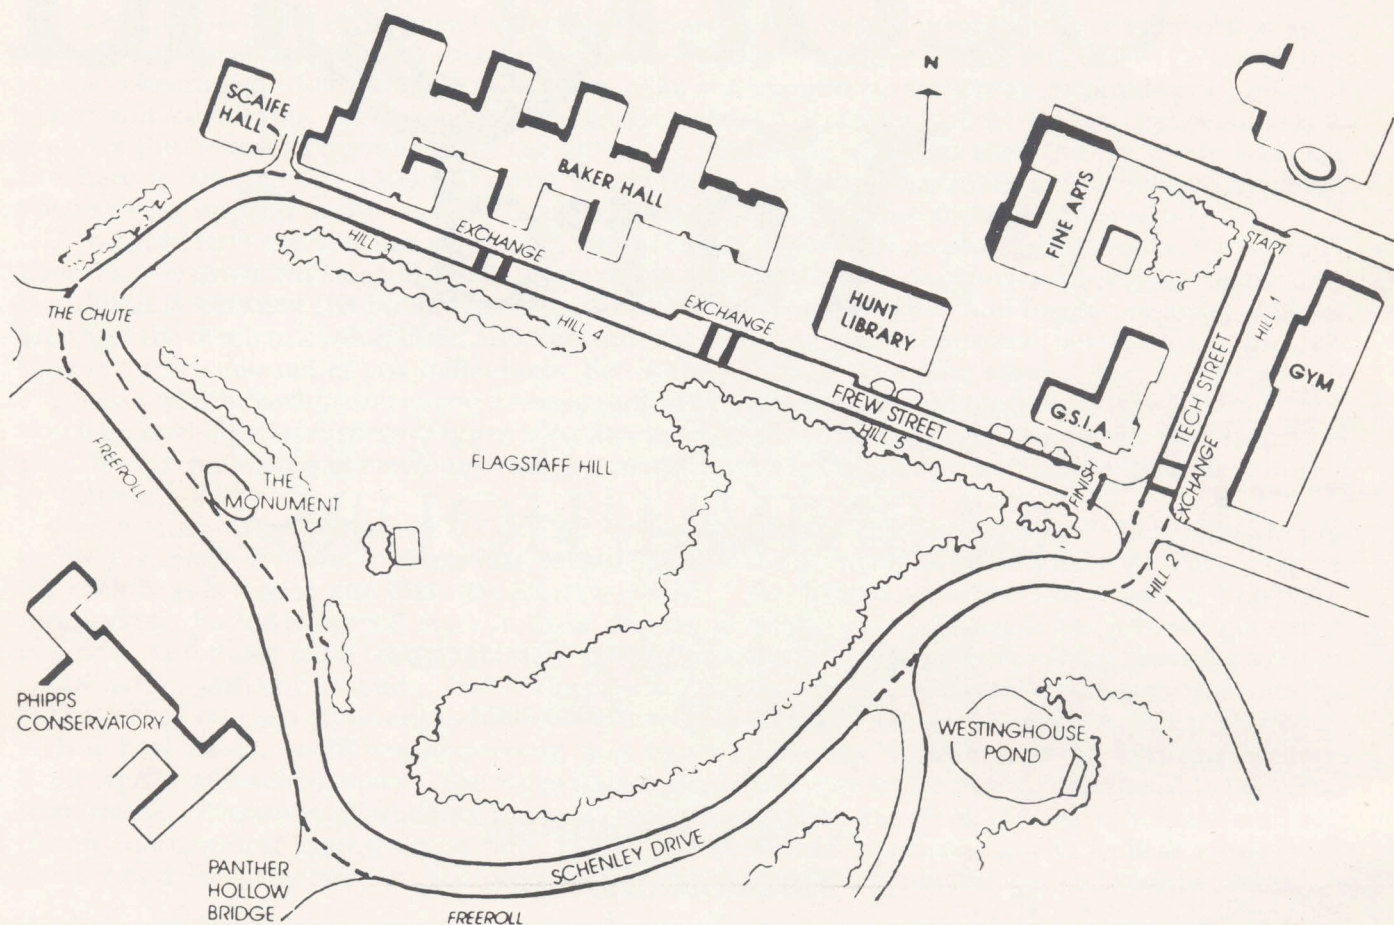 N
SCAIFE
HALL
BAKER HALL
FINE ARTS
START
HILL 1
TECH STREET
GYM
HILL 3
EXCHANGE
HILL 4
EXCHANGE
HUNT
LIBRARY
G.S.I.A.
FREW STREET
HILL 5
FINISH
EXCHANGE
HILL 2
THE CHUTE
FREEROLL
THE
MONUMENT
FLAGSTAFF HILL
PHIPPS
CONSERVATORY
WESTINGHOUSE
POND
SCHENLEY DRIVE
PANTHER
HOLLOW
BRIDGE
FREEROLL